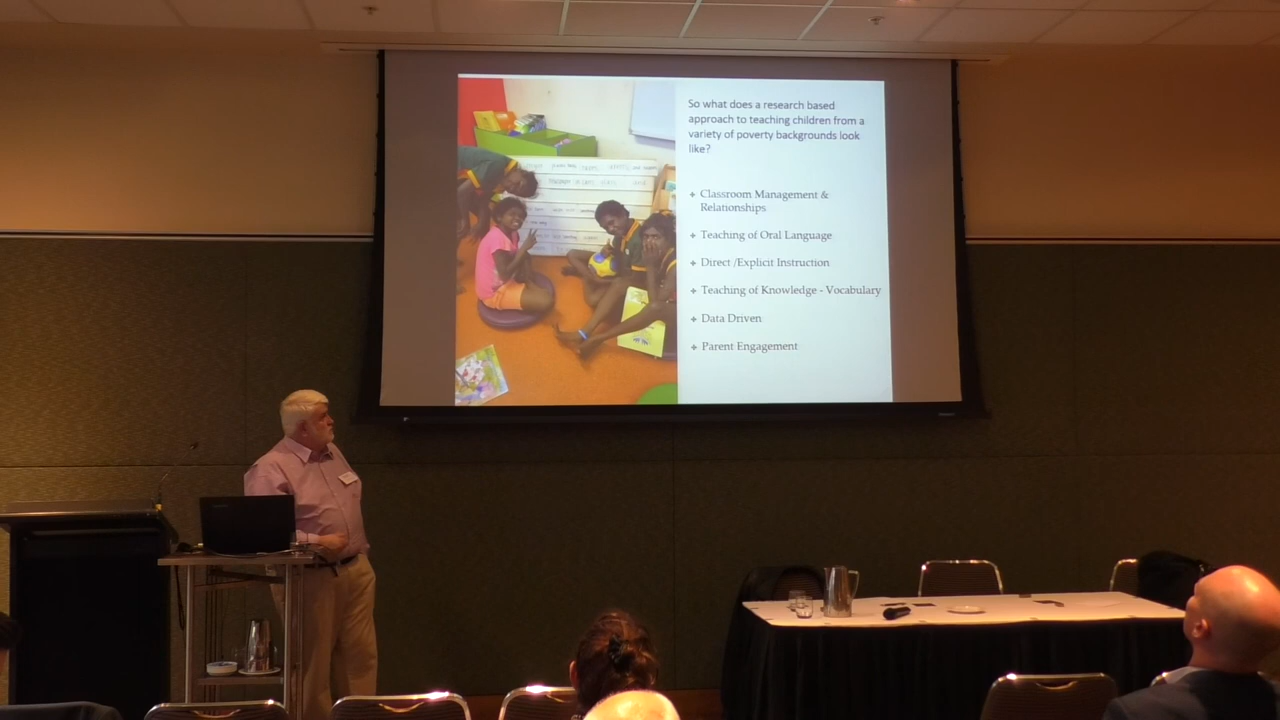 So what does a research based
approach to teaching children from a
variety of poverty backgrounds look
like?
+ Classroom Management &
Relationships
+ Teaching of Oral Language
+ Direct /Explicit Instruction
+ Teaching of Knowledge - Vocabulary
+ Data Driven
+ Parent Engagement